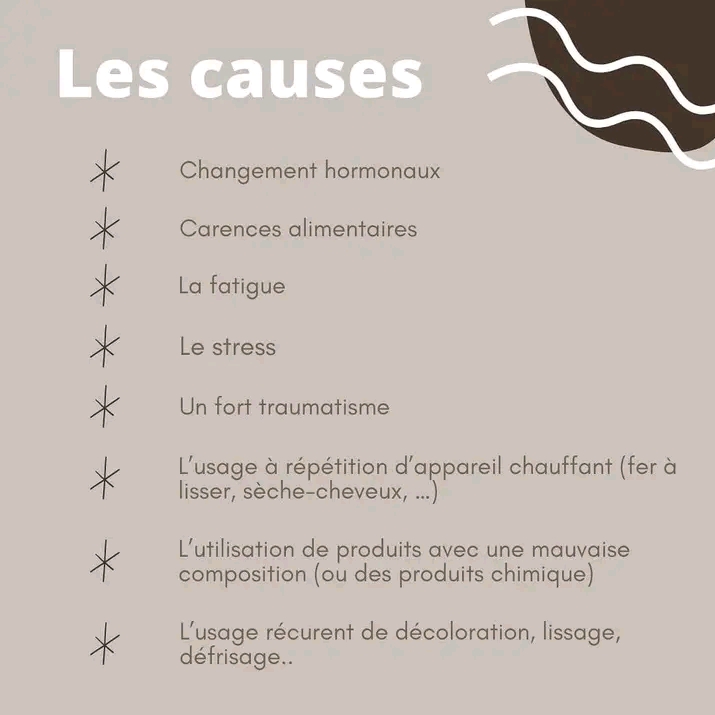 Les causes
Changement hormonaux
Carences alimentaires
La fatigue
Le stress
Un fort traumatisme
L'usage à répétition d'appareil chauffant (fer à
lisser, sèche-cheveux, ...)
L'utilisation de produits avec une mauvaise
composition (ou des produits chimique)
L'usage récurent de décoloration, lissage,
défrisage..